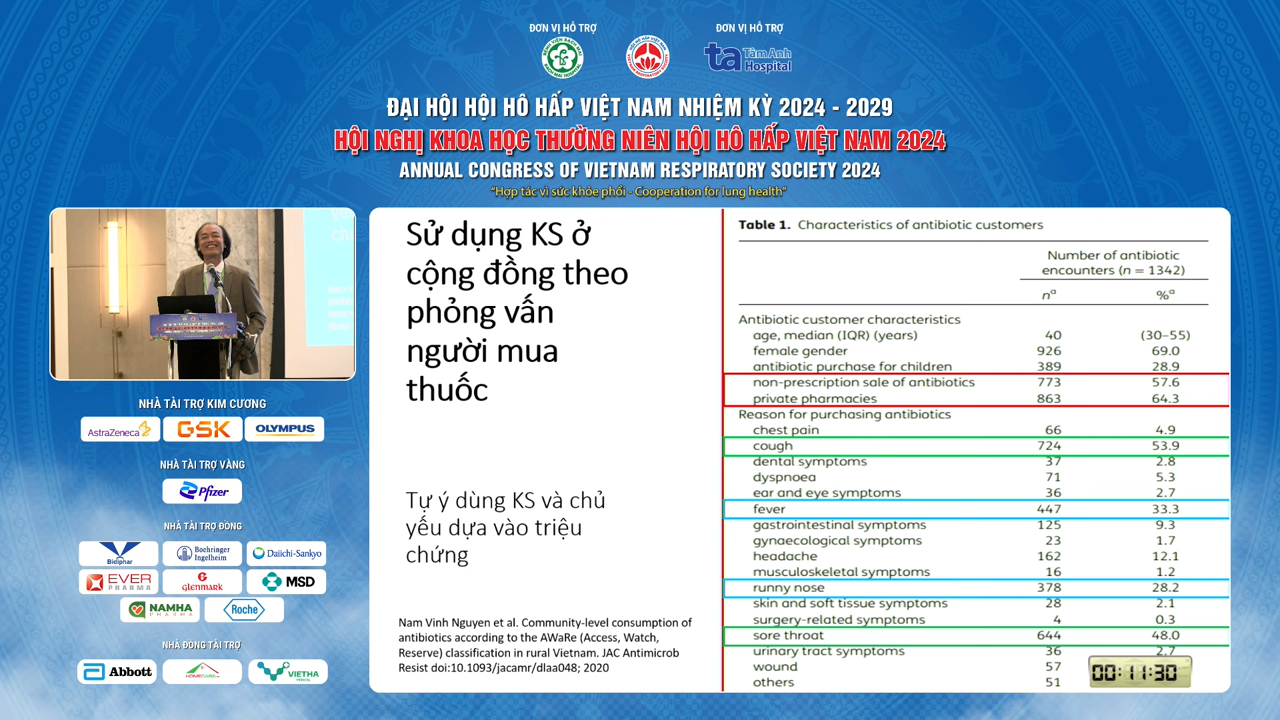 ĐƠN VỊ HỖ TRỢ
ĐƠN VỊ HỖ TRỢ
ta TâmAnh Hospital
ĐẠI HỘI HỘI HÔ HẤP VIỆT NAM NHIỆM KỲ 2024 - 2029
HỘI NGHỊ KHOA HỌC THƯỜNG NIÊN HỘI HÔ HẤP VIỆT NAM 2024
ANNUAL CONGRESS OF VIETNAM RESPIRATORY SOCIETY 2024
"Hợp tác vì sức khỏe phổi - Cooperation for lung health"
NHÀ TÀI TRỢ KIM CƯƠNG
AstraZeneca GSK OLYMPUS
NHÀ TÀI TRỢ VÀNG
Pfizer
NHÀ TÀI TRỢ ĐỒNG
Bidiphar Boehringer Ingelheim Daiichi-Sankyo
EVER PHARMA GLENMARK MSD
NAMHA PHARMA Roche
NHÀ ĐỒNG TÀI TRỢ
Abbott VIETHA
Sử dụng KS ở
cộng đồng theo
phỏng vấn
người mua
thuốc
Tự ý dùng KS và chủ
yếu dựa vào triệu
chứng
Nam Vinh Nguyen et al. Community-level consumption of
antibiotics according to the AWaRe (Access, Watch,
Reserve) classification in rural Vietnam. JAC Antimicrob
Resist doi:10.1093/jacamr/dlaa048; 2020
Table 1. Characteristics of antibiotic customers
Number of antibiotic
encounters (n = 1342)
nᵃ %ᵃ
Antibiotic customer characteristics
age, median (IQR) (years) 40 (30–55)
female gender 926 69.0
antibiotic purchase for children 389 28.9
non-prescription sale of antibiotics 773 57.6
private pharmacies 863 64.3
Reason for purchasing antibiotics
chest pain 66 4.9
cough 724 53.9
dental symptoms 37 2.8
dyspnoea 71 5.3
ear and eye symptoms 36 2.7
fever 447 33.3
gastrointestinal symptoms 125 9.3
gynaecological symptoms 23 1.7
headache 162 12.1
musculoskeletal symptoms 16 1.2
runny nose 378 28.2
skin and soft tissue symptoms 28 2.1
surgery-related symptoms 4 0.3
sore throat 644 48.0
urinary tract symptoms 36 2.7
wound 57
others 51
00:11:30